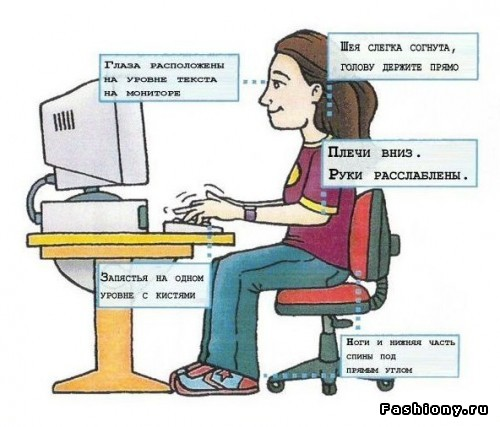 Глаза расположены
на уровне текста
на мониторе
Шея слегка согнута,
голову держите прямо
Плечи вниз.
Руки расслаблены.
Запястья на одном
уровне с кистями
Ноги и нижняя часть
спины под
прямым углом
Fashiony.ru